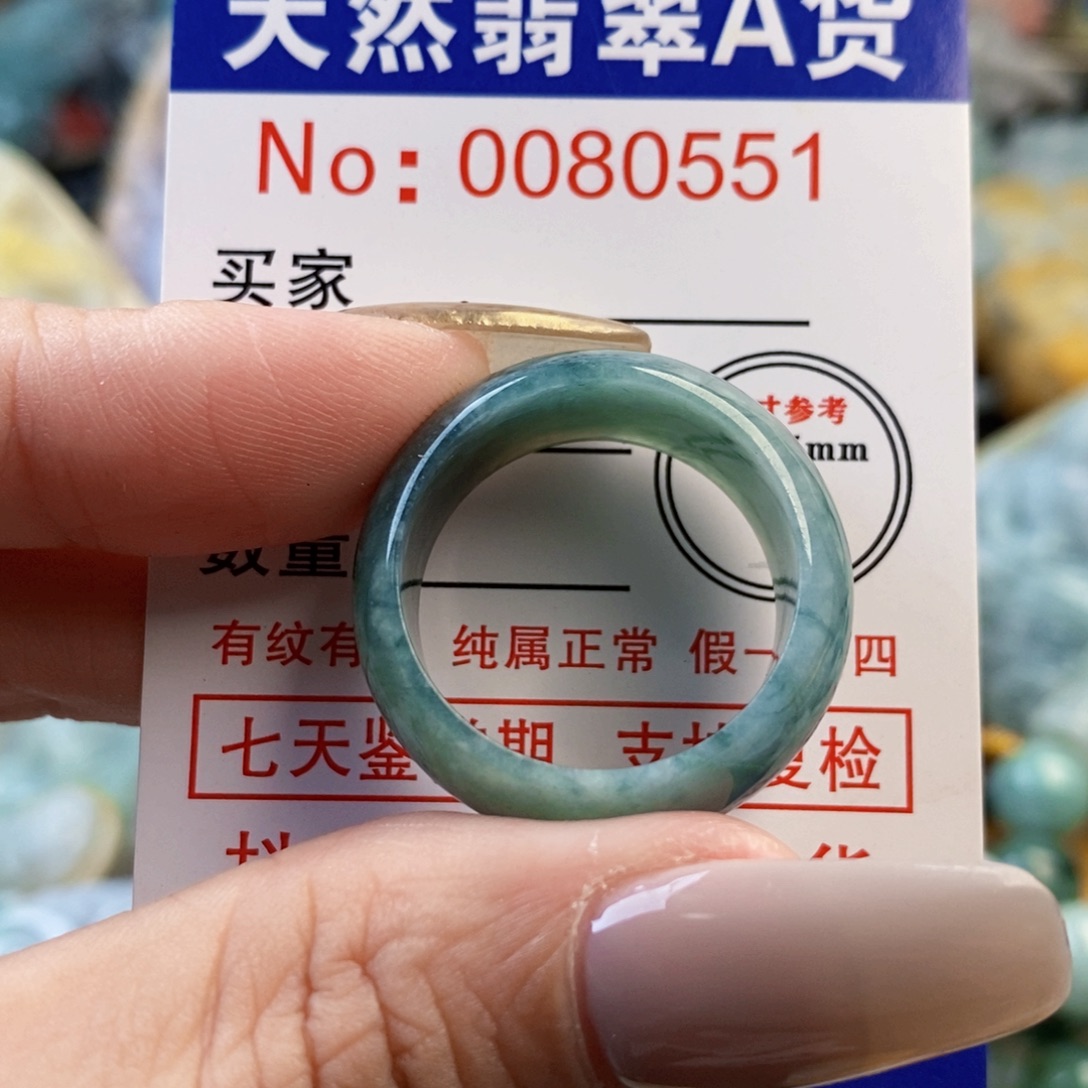 天然翡翠A货
No: 0080551
买家
寸参考
mm
数重
有纹有 纯属正常 假一 四
七天鉴 期 支 复检